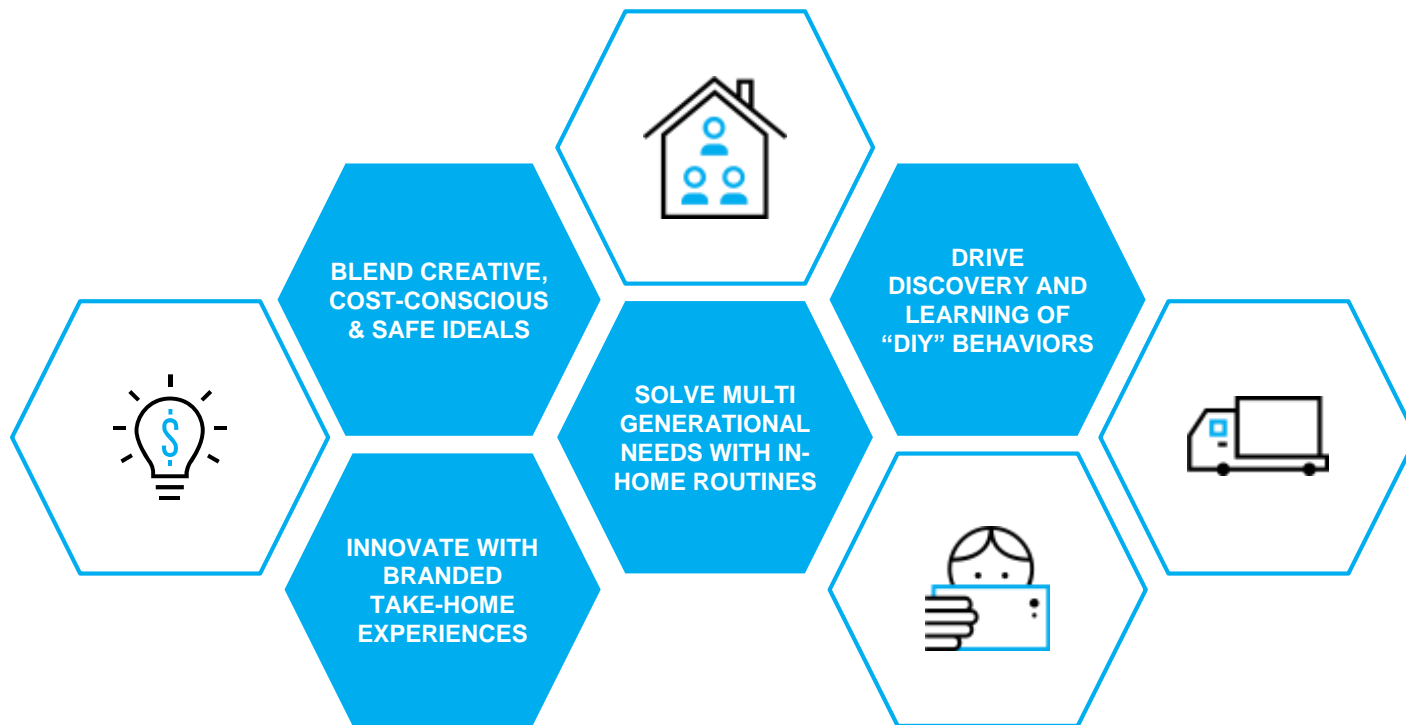 BLEND CREATIVE,
COST-CONSCIOUS
& SAFE IDEALS
DRIVE
DISCOVERY AND
LEARNING OF
“DIY” BEHAVIORS
SOLVE MULTI
GENERATIONAL
NEEDS WITH IN-
HOME ROUTINES
INNOVATE WITH
BRANDED
TAKE-HOME
EXPERIENCES
$